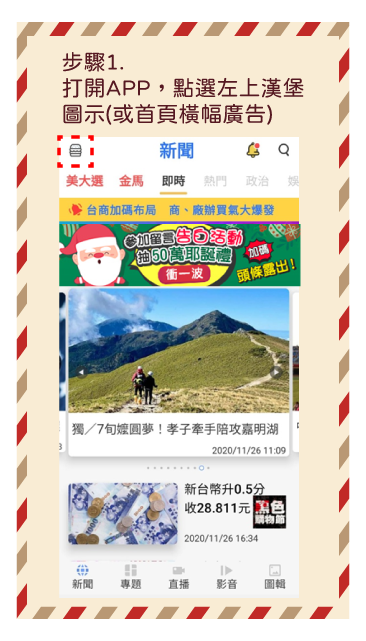 步驟1.
打開APP，點選左上漢堡
圖示(或首頁橫幅廣告)
新聞
美大選 金馬 即時 熱門 政治 娛
台商加碼布局 商、廠辦買氣大爆發
參加留言告白活動
抽50萬耶誕禮
加碼
衝一波
頭條露出！
獨／7旬嬤圓夢！孝子牽手陪攻嘉明湖
2020/11/26 11:09
新台幣升0.5分
收28.811元
黑色
購物節
2020/11/26 16:34
新聞 專題 直播 影音 圖輯